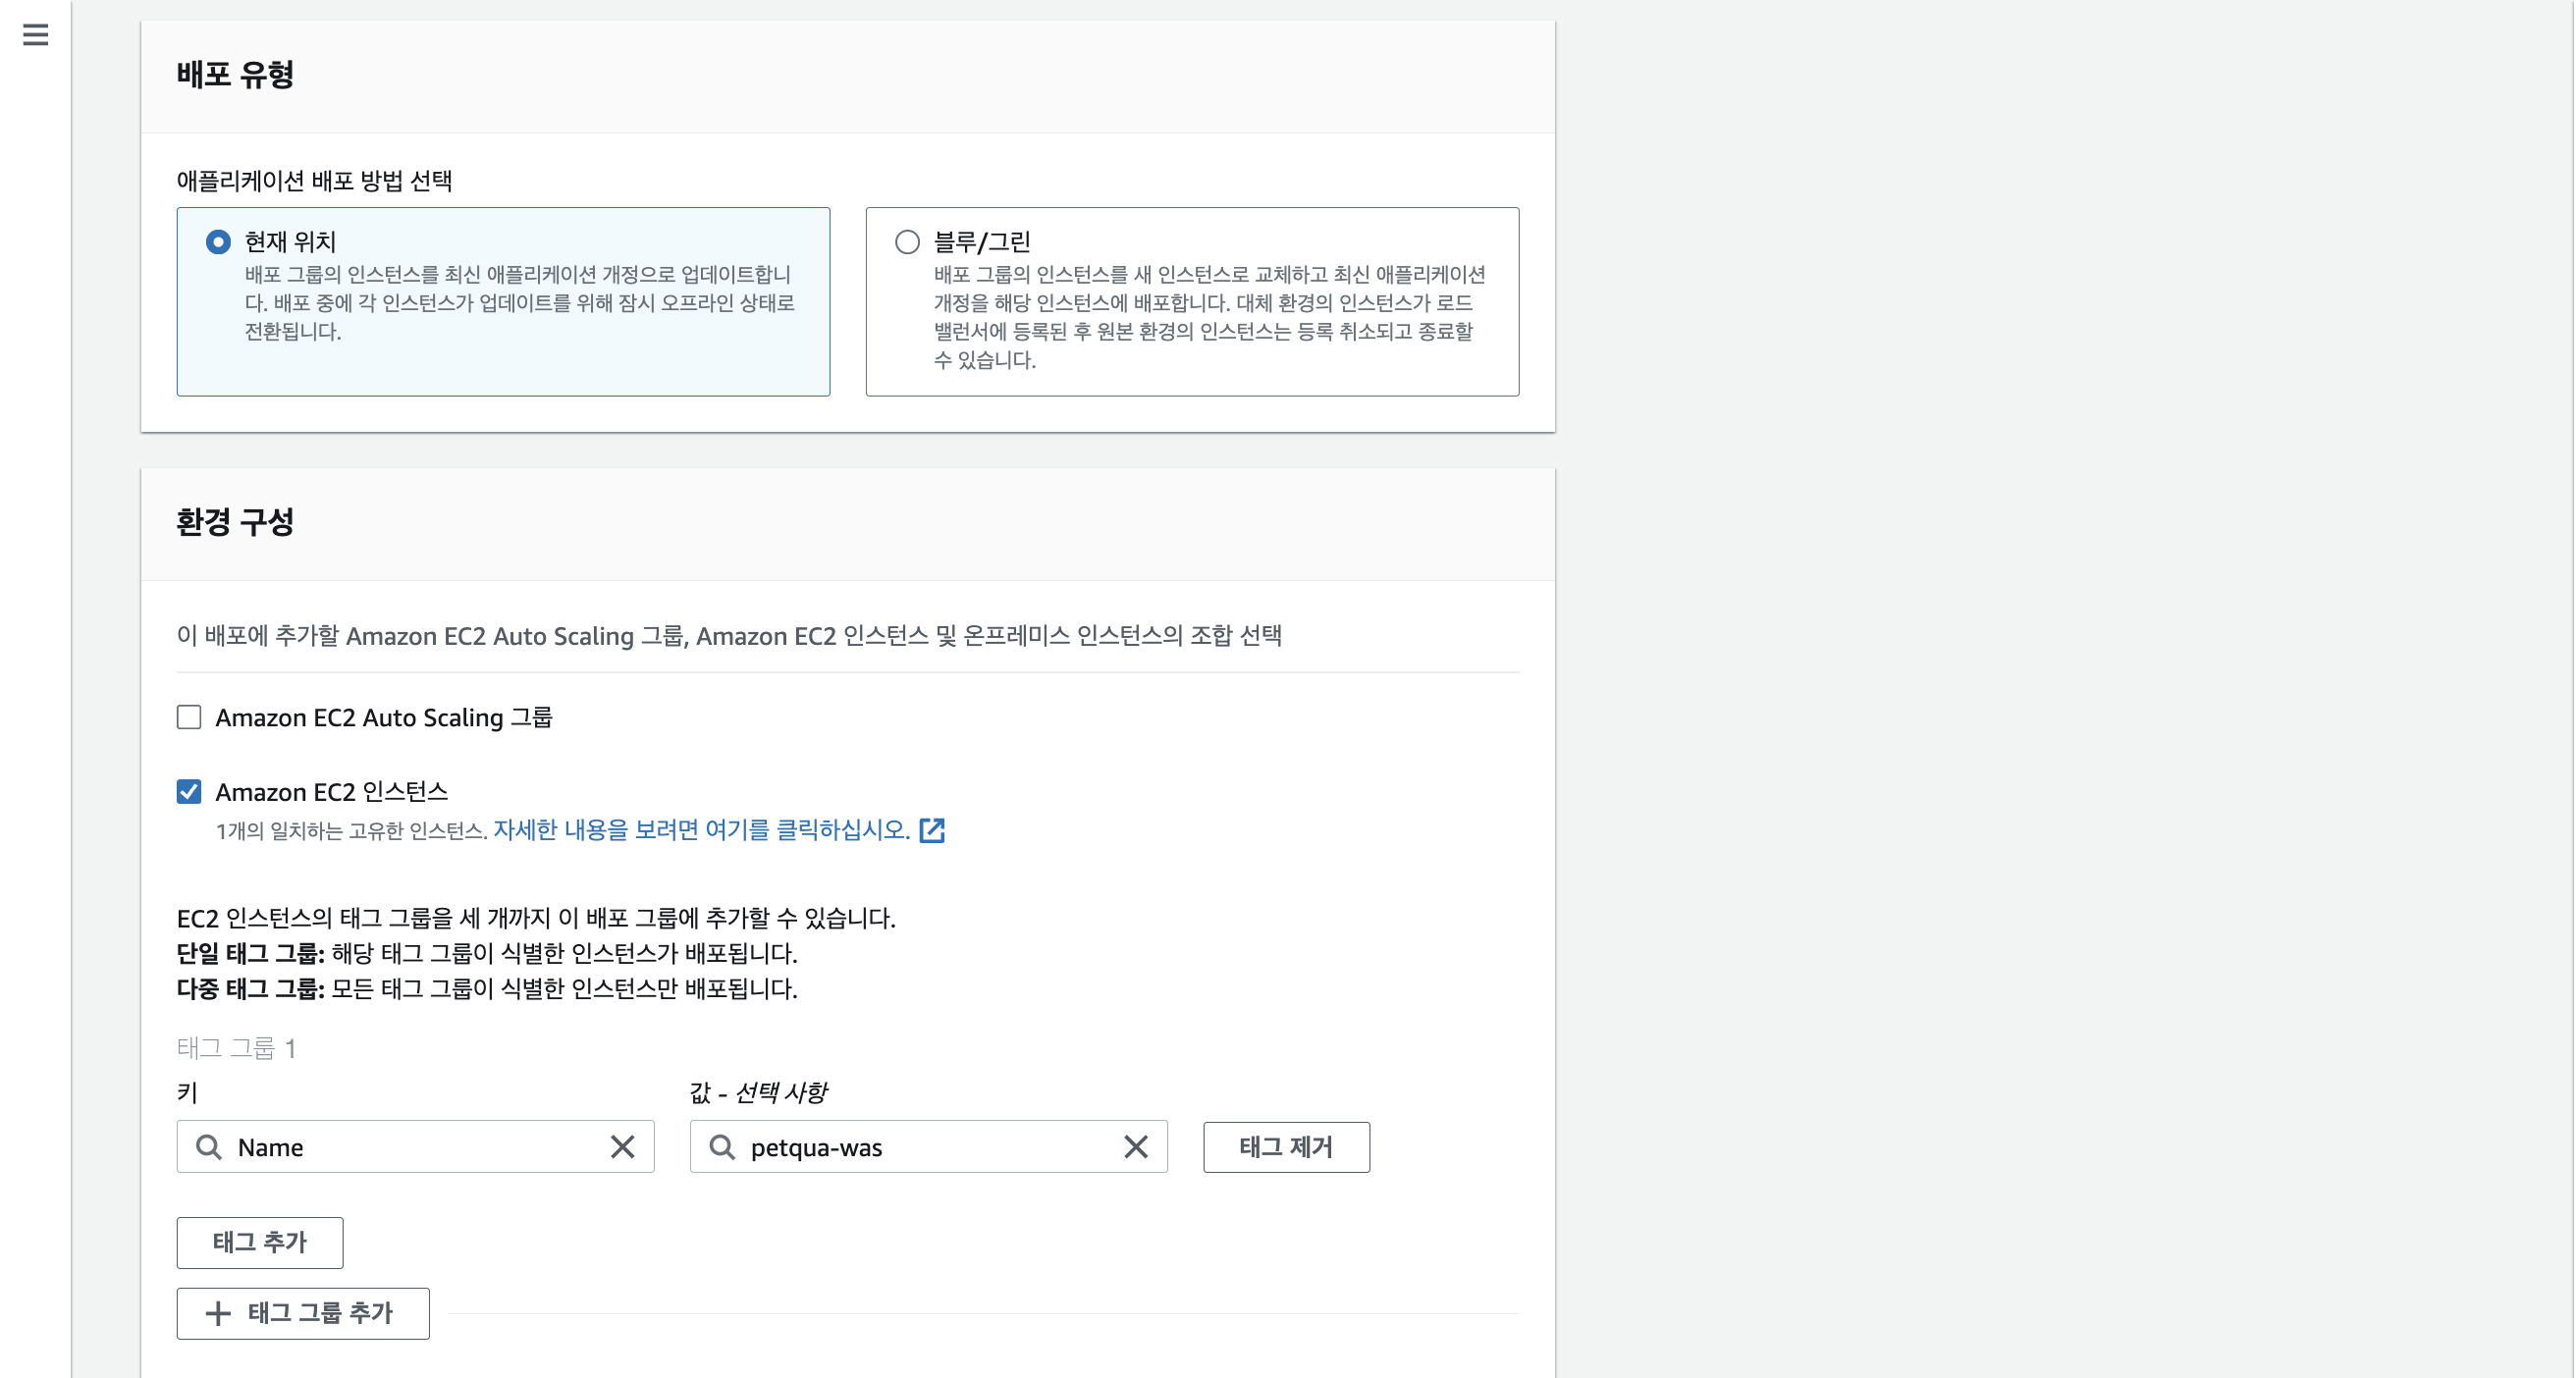 배포 유형
애플리케이션 배포 방법 선택
현재 위치
배포 그룹의 인스턴스를 최신 애플리케이션 개정으로 업데이트합니
다. 배포 중에 각 인스턴스가 업데이트를 위해 잠시 오프라인 상태로
전환됩니다.
블루/그린
배포 그룹의 인스턴스를 새 인스턴스로 교체하고 최신 애플리케이션
개정을 해당 인스턴스에 배포합니다. 대체 환경의 인스턴스가 로드
밸런서에 등록된 후 원본 환경의 인스턴스는 등록 취소되고 종료할
수 있습니다.
환경 구성
이 배포에 추가할 Amazon EC2 Auto Scaling 그룹, Amazon EC2 인스턴스 및 온프레미스 인스턴스의 조합 선택
Amazon EC2 Auto Scaling 그룹
Amazon EC2 인스턴스
1개의 일치하는 고유한 인스턴스. 자세한 내용을 보려면 여기를 클릭하십시오.
EC2 인스턴스의 태그 그룹을 세 개까지 이 배포 그룹에 추가할 수 있습니다.
단일 태그 그룹: 해당 태그 그룹이 식별한 인스턴스가 배포됩니다.
다중 태그 그룹: 모든 태그 그룹이 식별한 인스턴스만 배포됩니다.
태그 그룹 1
키
값 - 선택 사항
Name
petqua-was
태그 제거
태그 추가
태그 그룹 추가